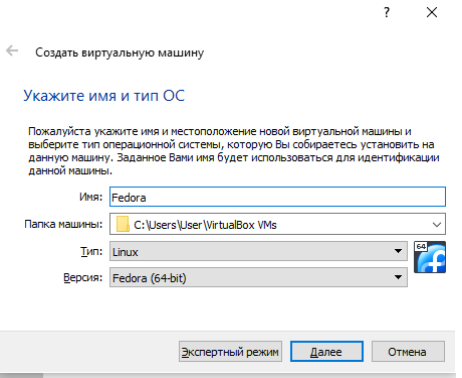 ?
Создать виртуальную машину
Укажите имя и тип ОС
Пожалуйста укажите имя и местоположение новой виртуальной машины и
выберите тип операционной системы, которую Вы собираетесь установить на
данную машину. Заданное Вами имя будет использоваться для идентификации
данной машины.
Имя: Fedora
Папка машины: C:\Users\User\VirtualBox VMs
Тип: Linux
64
Версия: Fedora (64-bit)
Экспертный режим Далее Отмена